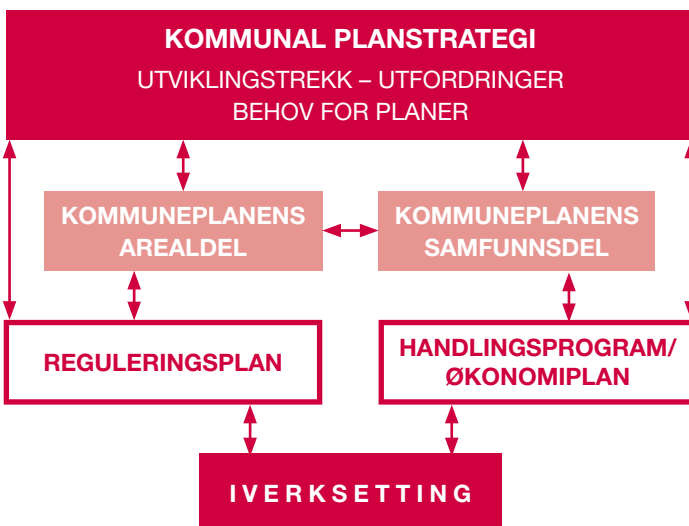 KOMMUNAL PLANSTRATEGI
UTVIKLINGSTREKK – UTFORDRINGER
BEHOV FOR PLANER
KOMMUNEPLANENS
AREALDEL
KOMMUNEPLANENS
SAMFUNNSDEL
REGULERINGSPLAN
HANDLINGSPROGRAM/
ØKONOMIPLAN
IVERKSETTING